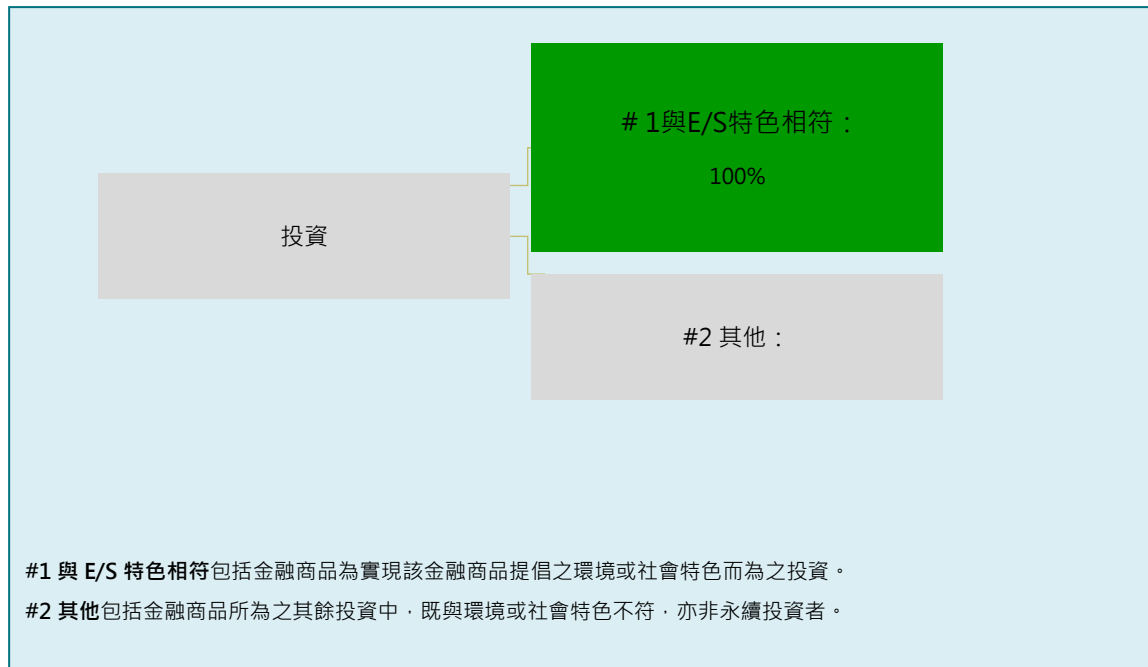 # 1與E/S特色相符：
100%
投資
#2 其他：
#1 與 E/S 特色相符包括金融商品為實現該金融商品提倡之環境或社會特色而為之投資。
#2 其他包括金融商品所為之其餘投資中，既與環境或社會特色不符，亦非永續投資者。